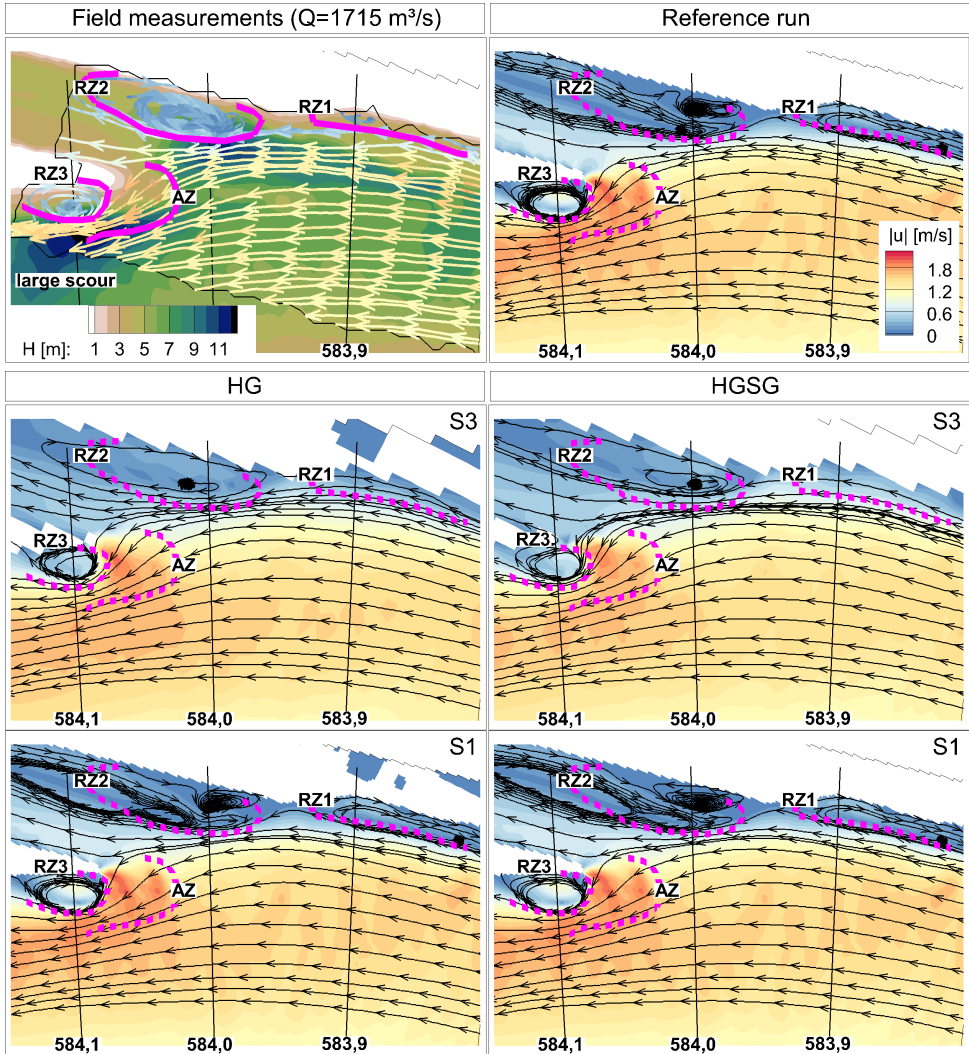 Field measurements (Q=1715 m³/s)
RZ2
RZ1
RZ3
AZ
large scour
H [m]: 1 3 5 7 9 11
583,9
Reference run
RZ2
RZ1
RZ3
AZ
|u| [m/s]
1.8
1.2
0.6
0
584,1 584,0 583,9
HG
S3
RZ2
RZ1
RZ3
AZ
584,1 584,0 583,9
HGSG
S3
RZ2
RZ1
RZ3
AZ
584,1 584,0 583,9
S1
RZ2
RZ1
RZ3
AZ
584,1 584,0 583,9
S1
RZ2
RZ1
RZ3
AZ
584,1 584,0 583,9